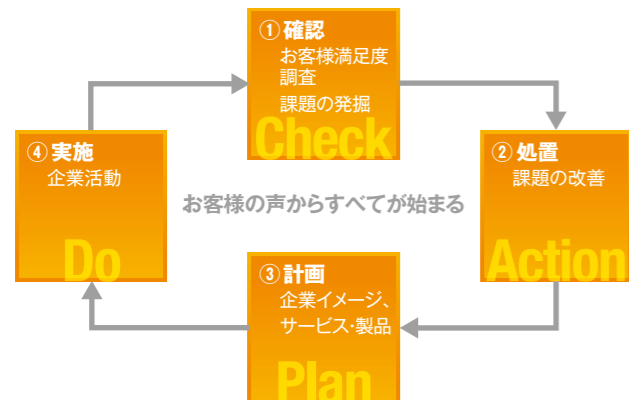 ①確認
お客様満足度
調査
課題の発掘
Check
②処置
課題の改善
Action
③計画
企業イメージ、
サービス・製品
Plan
④実施
企業活動
Do
お客様の声からすべてが始まる